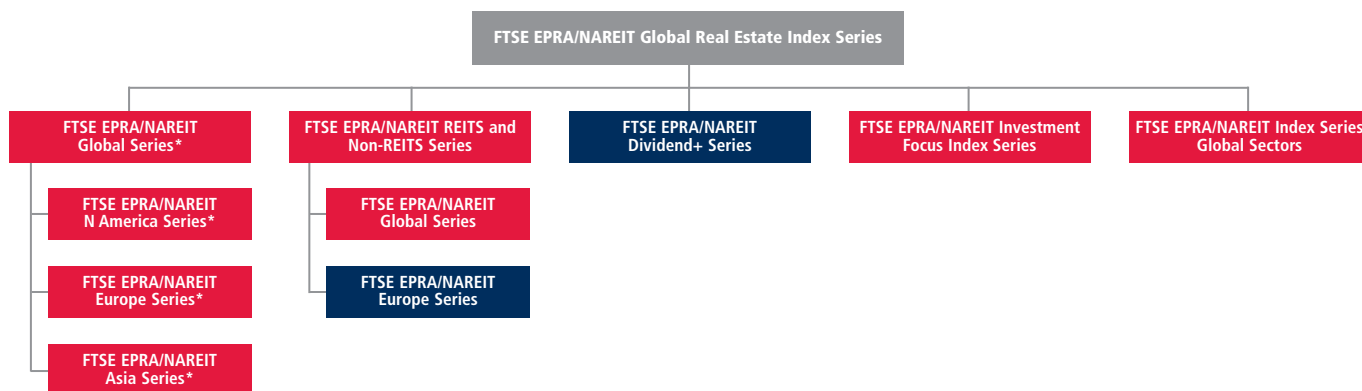 FTSE EPRA/NAREIT Global Real Estate Index Series
FTSE EPRA/NAREIT
Global Series*
FTSE EPRA/NAREIT REITS and
Non-REITS Series
FTSE EPRA/NAREIT
Dividend+ Series
FTSE EPRA/NAREIT Investment
Focus Index Series
FTSE EPRA/NAREIT Index Series
Global Sectors
FTSE EPRA/NAREIT
N America Series*
FTSE EPRA/NAREIT
Global Series
FTSE EPRA/NAREIT
Europe Series*
FTSE EPRA/NAREIT
Europe Series
FTSE EPRA/NAREIT
Asia Series*